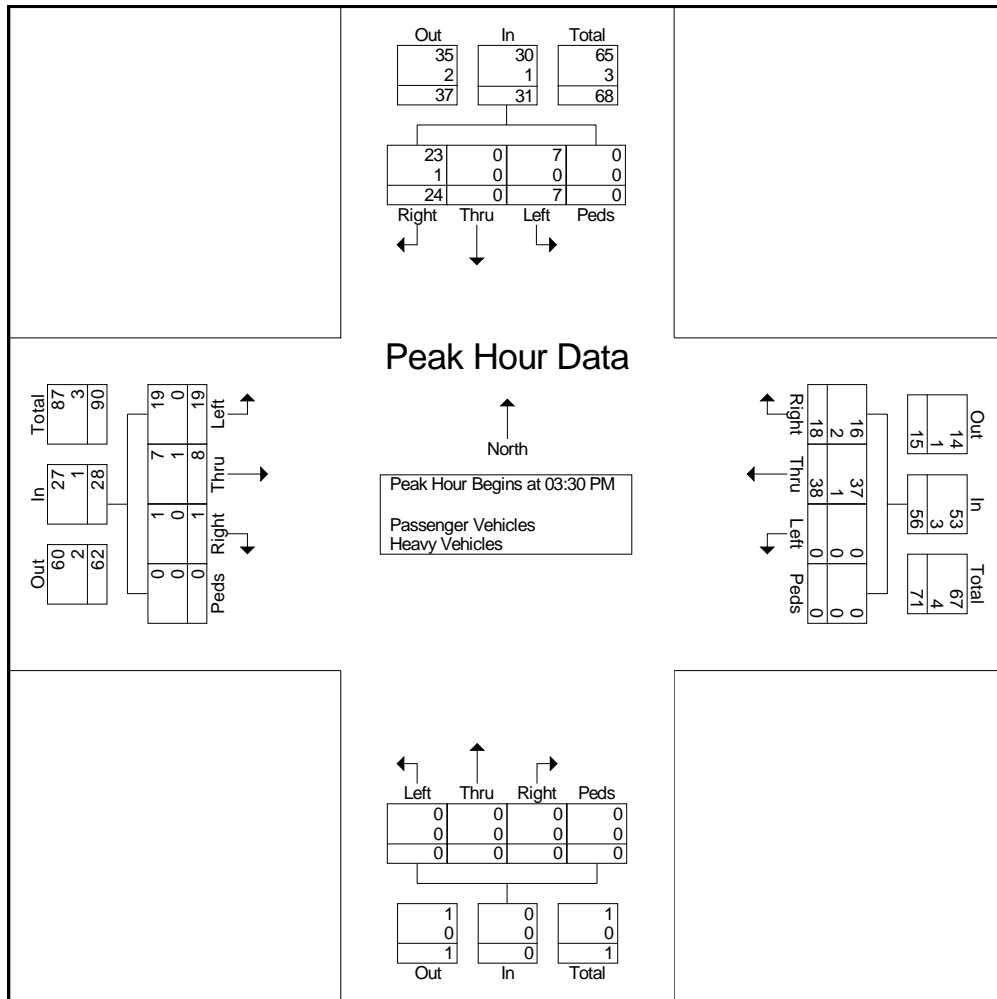 Out In Total
35 30 65
2 1 3
37 31 68
23 0 7 0
1 0 0 0
24 0 7 0
Right Thru Left Peds
Peak Hour Data
North
Peak Hour Begins at 03:30 PM
Passenger Vehicles
Heavy Vehicles
Out In Total
60 27 87
2 1 3
62 28 90
0 1 7 19
0 0 1 0
0 1 8 19
Peds Right Thru Left
Out In Total
14 53 67
1 3 4
15 56 71
16 37 0 0
2 1 0 0
18 38 0 0
Right Thru Left Peds
Left Thru Right Peds
0 0 0 0
0 0 0 0
0 0 0 0
1 0 1
0 0 0
1 0 1
Out In Total